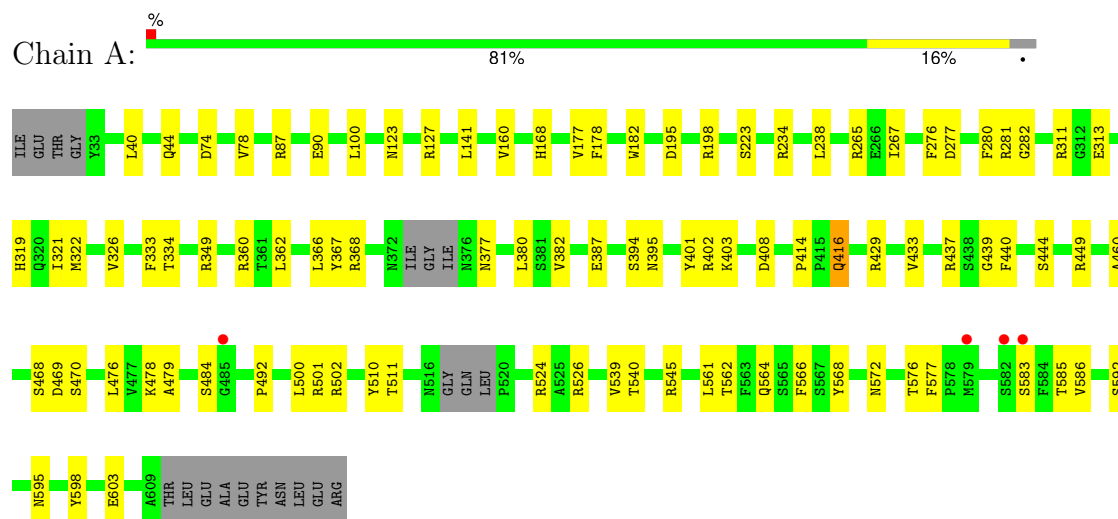 %
Chain A:
81% 16% •
ILE GLU THR GLY Y33 L40 Q44 D74 V78 R87 E90 L100 N123 R127 L141 V160 H168 V177 F178 W182 D195 R198 S223 R234 L238 R265 E266 I267 F276 D277 F280 R281 G282 R311 G312 E313
H319 Q320 I321 M322 V326 F333 T334 R349 R360 T361 L362 L366 Y367 R368 N372 ILE GLY ILE N376 N377 L380 S381 V382 E387 S394 N395 Y401 R402 K403 D408 P414 P415 Q416 R429 V433 R437 S438 G439 F440 S444 R449 A460
S468 D469 S470 L476 V477 K478 A479 S484 G485 P492 L500 R501 R502 Y510 T511 N516 GLY GLN LEU P520 R524 A525 R526 V539 T540 R545 L561 T562 F563 Q564 S565 F566 S567 Y568 N572 T576 F577 P578 M579 S582 S583 F584 T585 V586 S592
N595 Y598 E603 A609 THR LEU GLU ALA GLU TYR ASN LEU GLU ARG